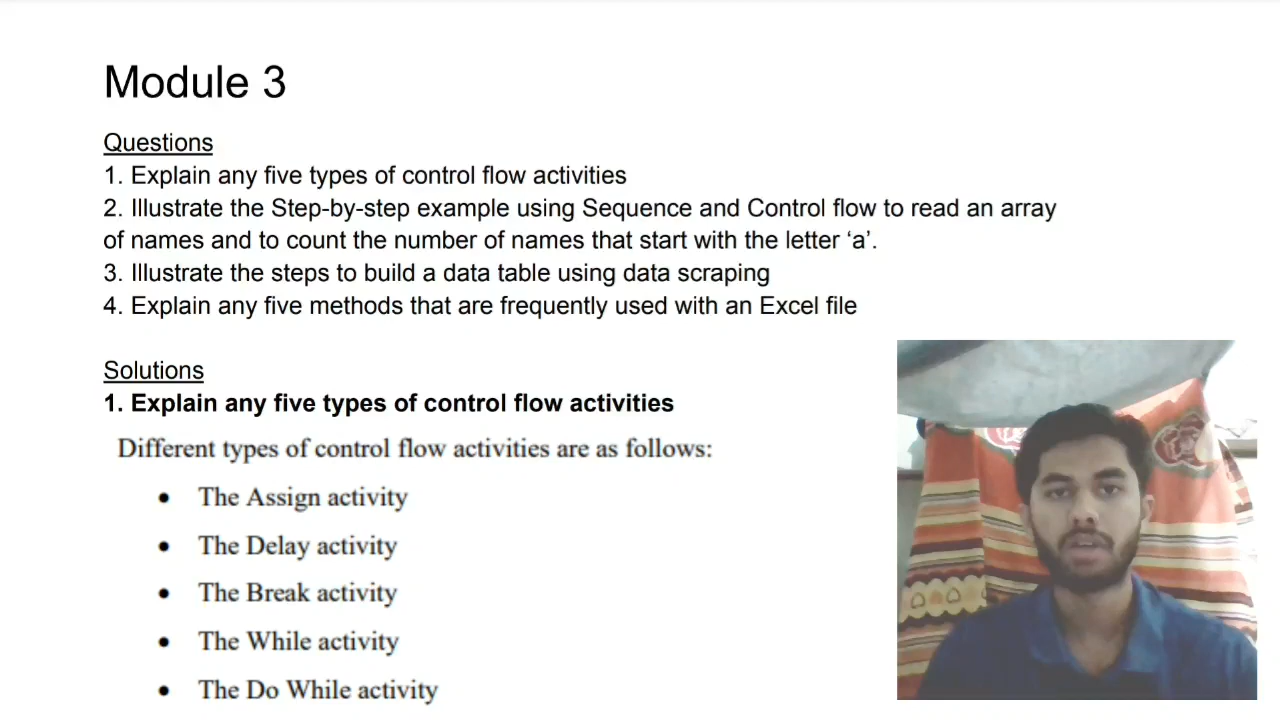 Module 3
Questions
1. Explain any five types of control flow activities
2. Illustrate the Step-by-step example using Sequence and Control flow to read an array
of names and to count the number of names that start with the letter ‘a’.
3. Illustrate the steps to build a data table using data scraping
4. Explain any five methods that are frequently used with an Excel file
Solutions
1. Explain any five types of control flow activities
Different types of control flow activities are as follows:
• The Assign activity
• The Delay activity
• The Break activity
• The While activity
• The Do While activity